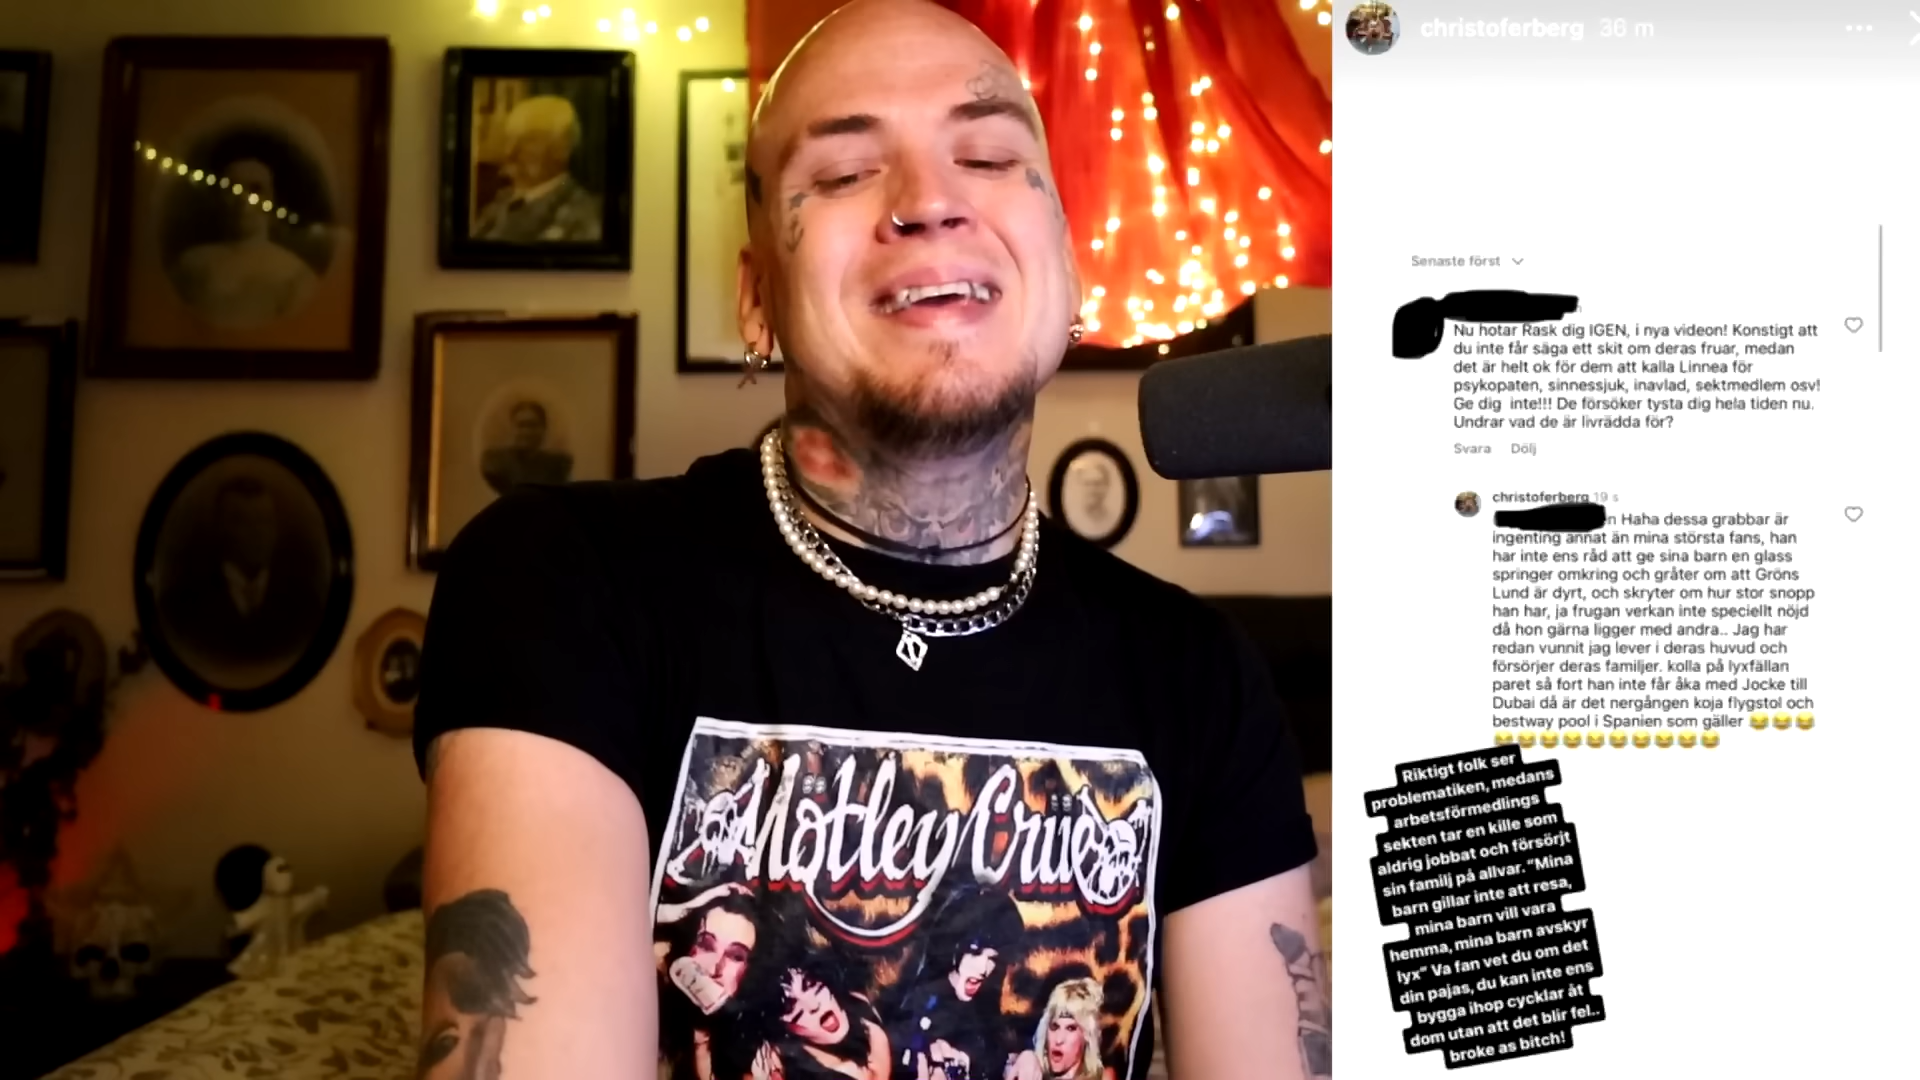 christoferberg 36 m
Senaste först
Nu hotar Rask dig IGEN, i nya videon! Konstigt att
du inte får säga ett skit om deras fruar, medan
det är helt ok för dem att kalla Linnea för
psykopaten, sinnessjuk, inavlad, sektmedlem osv!
Ge dig inte!!! De försöker tysta dig hela tiden nu.
Undrar vad de är livrädda för?
Svara Dölj
christoferberg 19 s
n Haha dessa grabbar är
ingenting annat än mina största fans, han
har inte ens råd att ge sina barn en glass
springer omkring och gråter om att Gröns
Lund är dyrt, och skryter om hur stor snopp
han har, ja frugan verkan inte speciellt nöjd
då hon gärna ligger med andra.. Jag har
redan vunnit jag lever i deras huvud och
försörjer deras familjer. kolla på lyxfällan
paret så fort han inte får åka med Jocke till
Dubai då är det nergången koja flygstol och
bestway pool i Spanien som gäller 😂😂😂
😂😂😂😂😂😂😂😂😂😂
Riktigt folk ser
problematiken, medans
arbetsförmedlings
sekten tar en kille som
aldrig jobbat och försörjt
sin familj på allvar. "Mina
barn gillar inte att resa,
mina barn vill vara
hemma, mina barn avskyr
lyx" Va fan vet du om det
din pajas, du kan inte ens
bygga ihop cycklar åt
dom utan att det blir fel..
broke as bitch!
Mötley Crüe